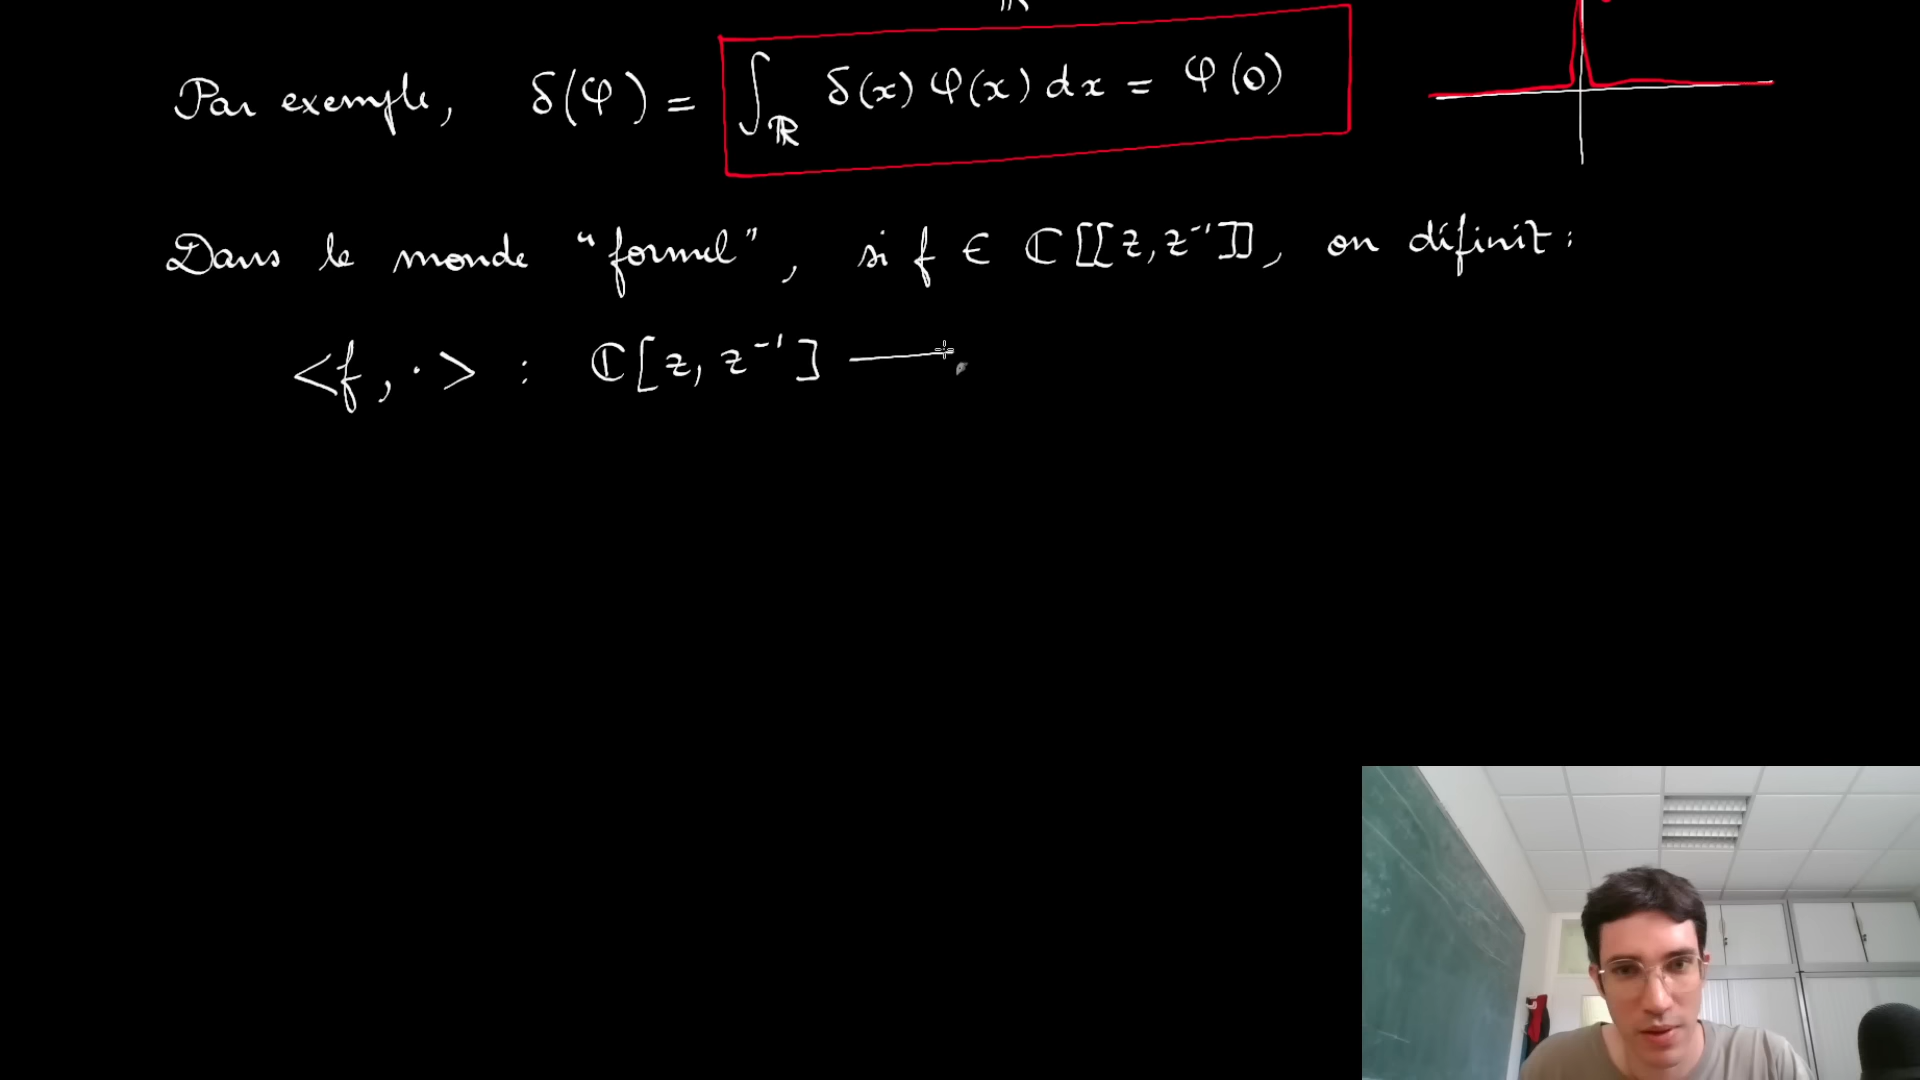 ℝ
Par exemple, δ(φ) = ∫_ℝ δ(x) φ(x) dx = φ(0)
Dans le monde “formel”, si f ∈ ℂ[[z, z⁻¹]], on définit :
<f, ·> : ℂ[z, z⁻¹] —